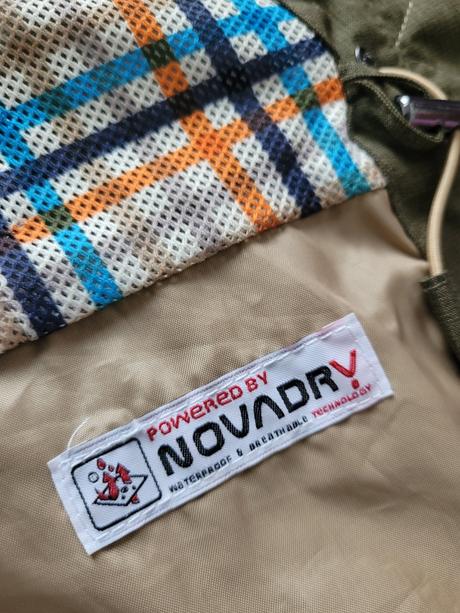 POWERED BY
NOVADRY
WATERPROOF & BREATHABLE TECHNOLOGY